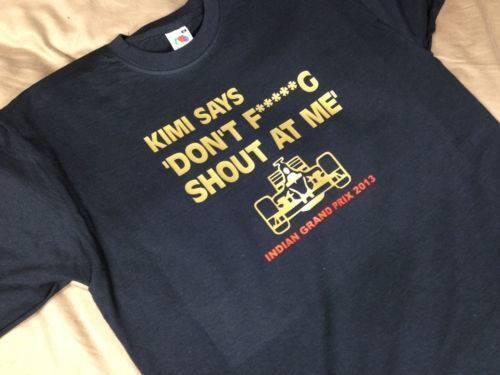 KIMI SAYS
'DON'T F*****G
SHOUT AT ME'
INDIAN GRAND PRIX 2013